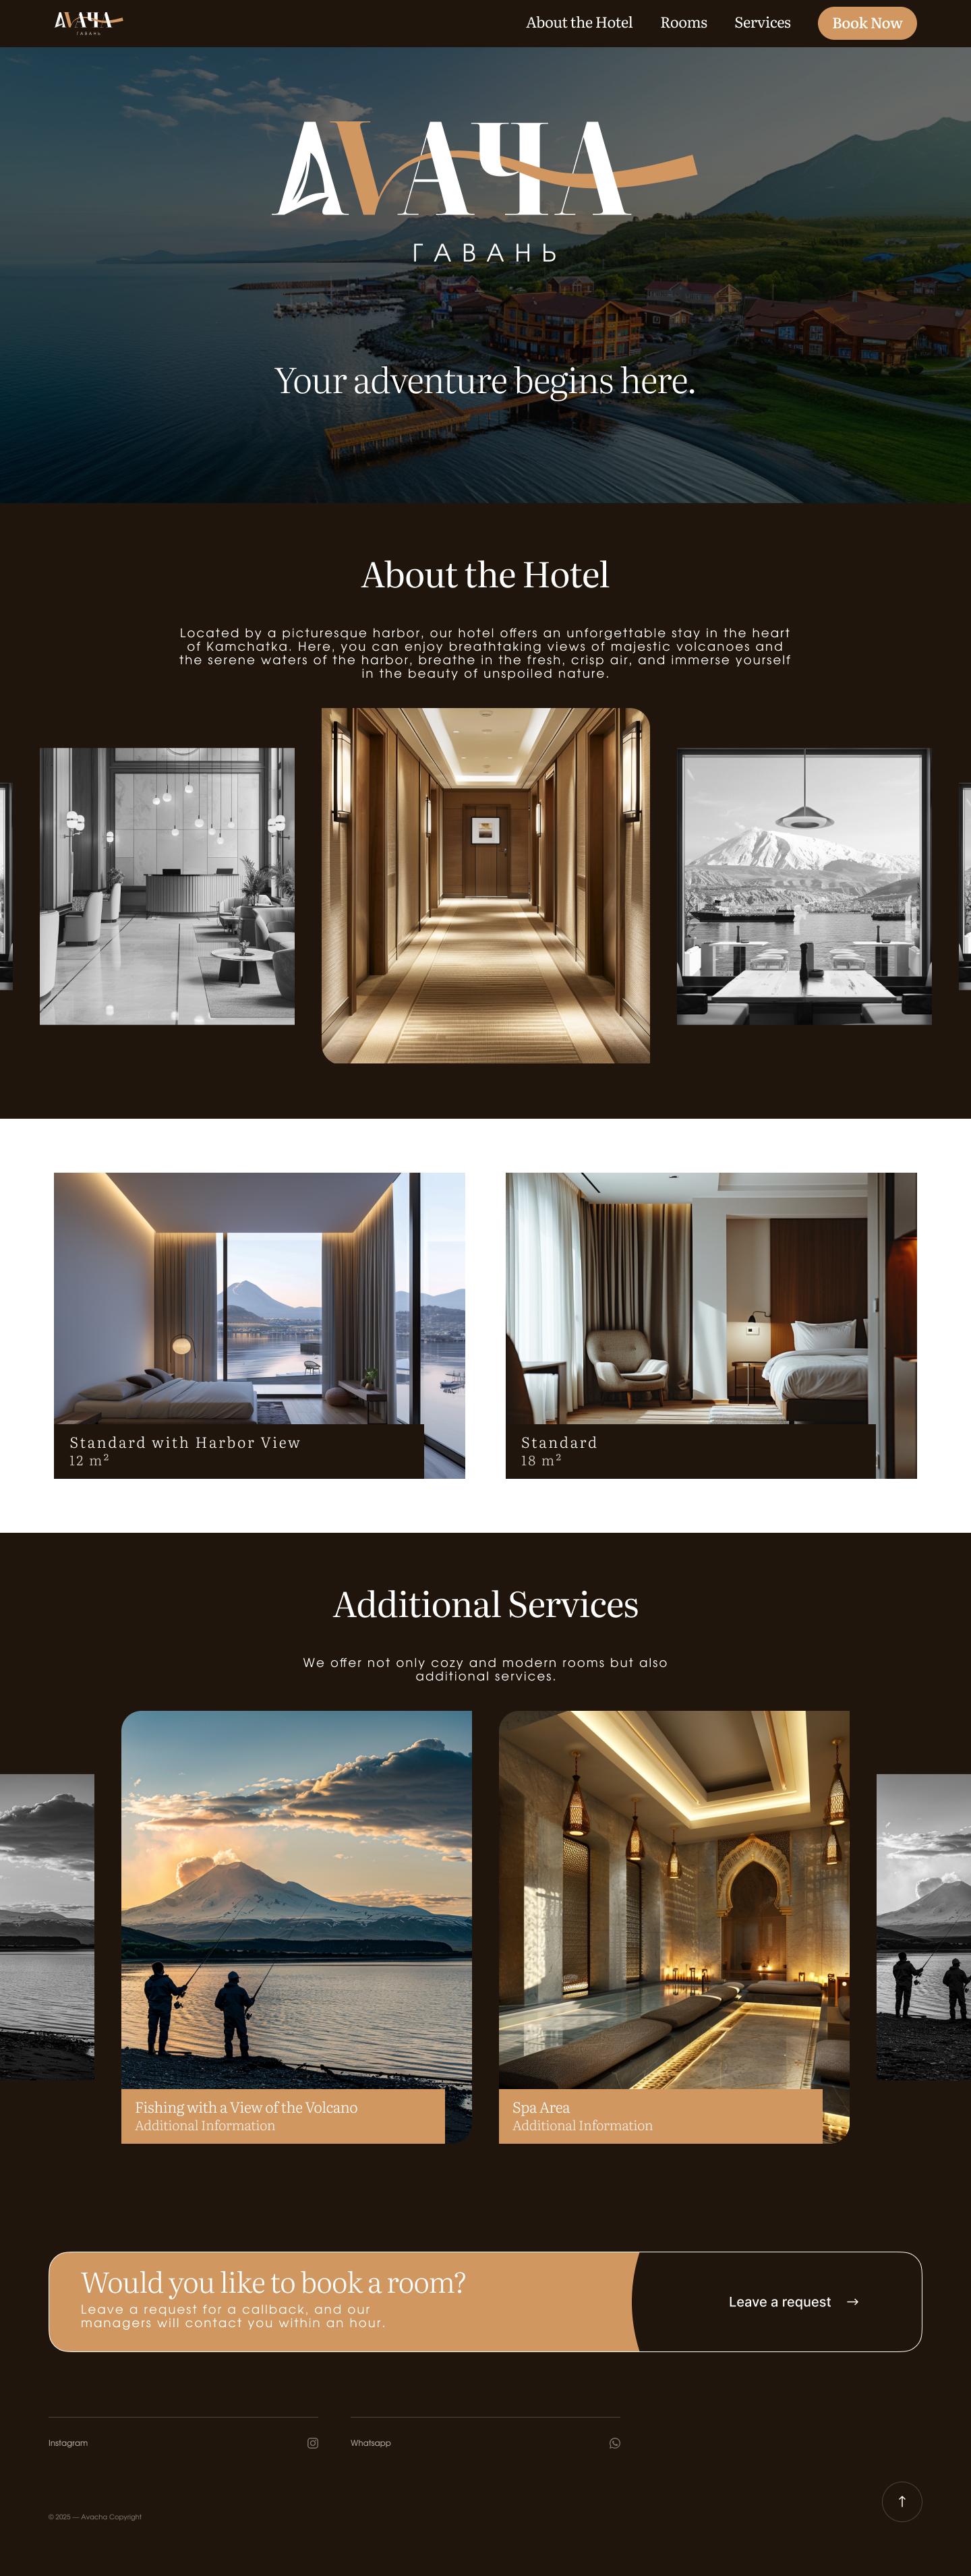 АVАЧА
ГАВАНЬ
About the Hotel
Rooms
Services
Book Now
АVАЧА
ГАВАНЬ
Your adventure begins here.
About the Hotel
Located by a picturesque harbor, our hotel offers an unforgettable stay in the heart
of Kamchatka. Here, you can enjoy breathtaking views of majestic volcanoes and
the serene waters of the harbor, breathe in the fresh, crisp air, and immerse yourself
in the beauty of unspoiled nature.
Standard with Harbor View
12 m²
Standard
18 m²
Additional Services
We offer not only cozy and modern rooms but also
additional services.
Fishing with a View of the Volcano
Additional Information
Spa Area
Additional Information
Would you like to book a room?
Leave a request for a callback, and our
managers will contact you within an hour.
Leave a request →
Instagram
Whatsapp
© 2025 — Avacha Copyright